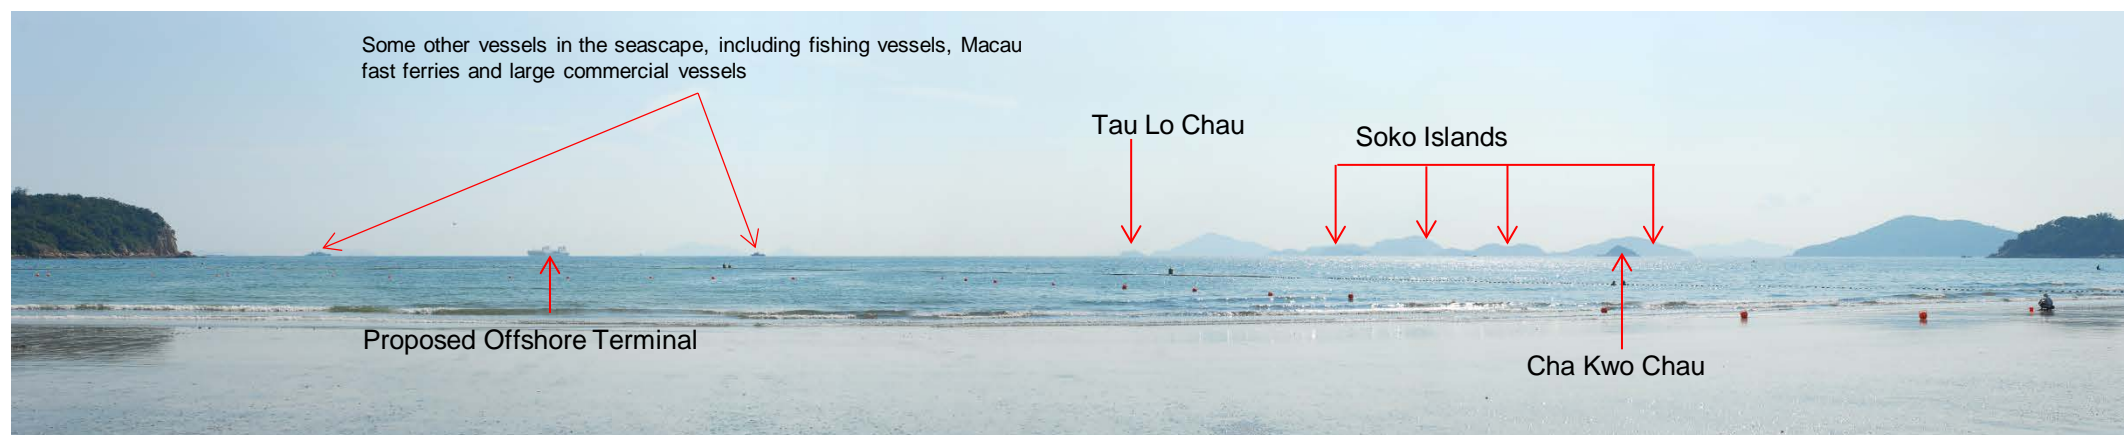 Some other vessels in the seascape, including fishing vessels, Macau
fast ferries and large commercial vessels
Tau Lo Chau
Soko Islands
Proposed Offshore Terminal
Cha Kwo Chau